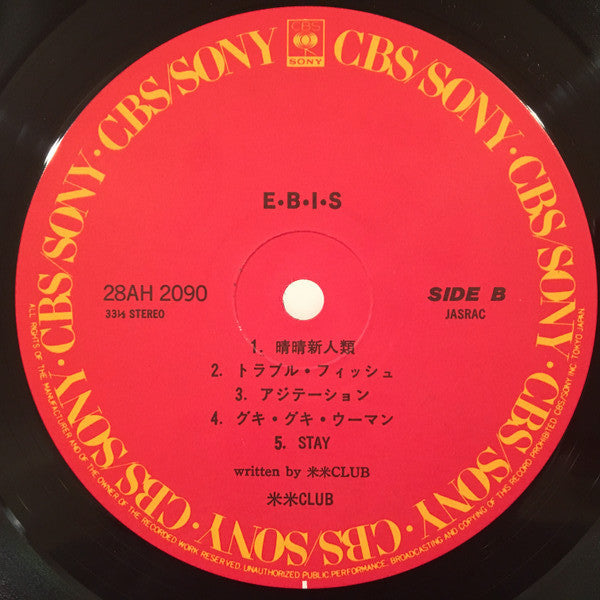 CBS
SONY
CBS/SONY · CBS/SONY · CBS/SONY · CBS/SONY · CBS/SONY · CBS/SONY · CBS/SONY · CBS/SONY
E•B•I•S
28AH 2090
33⅓ STEREO
SIDE B
JASRAC
1. 晴晴新人類
2. トラブル・フィッシュ
3. アジテーション
4. グキ・グキ・ウーマン
5. STAY
written by 米米CLUB
米米CLUB
ALL RIGHTS OF THE MANUFACTURER AND OF THE OWNER OF THE RECORDED WORK RESERVED. UNAUTHORIZED PUBLIC PERFORMANCE, BROADCASTING AND COPYING OF THIS RECORD PROHIBITED CBS/SONY INC. TOKYO JAPAN